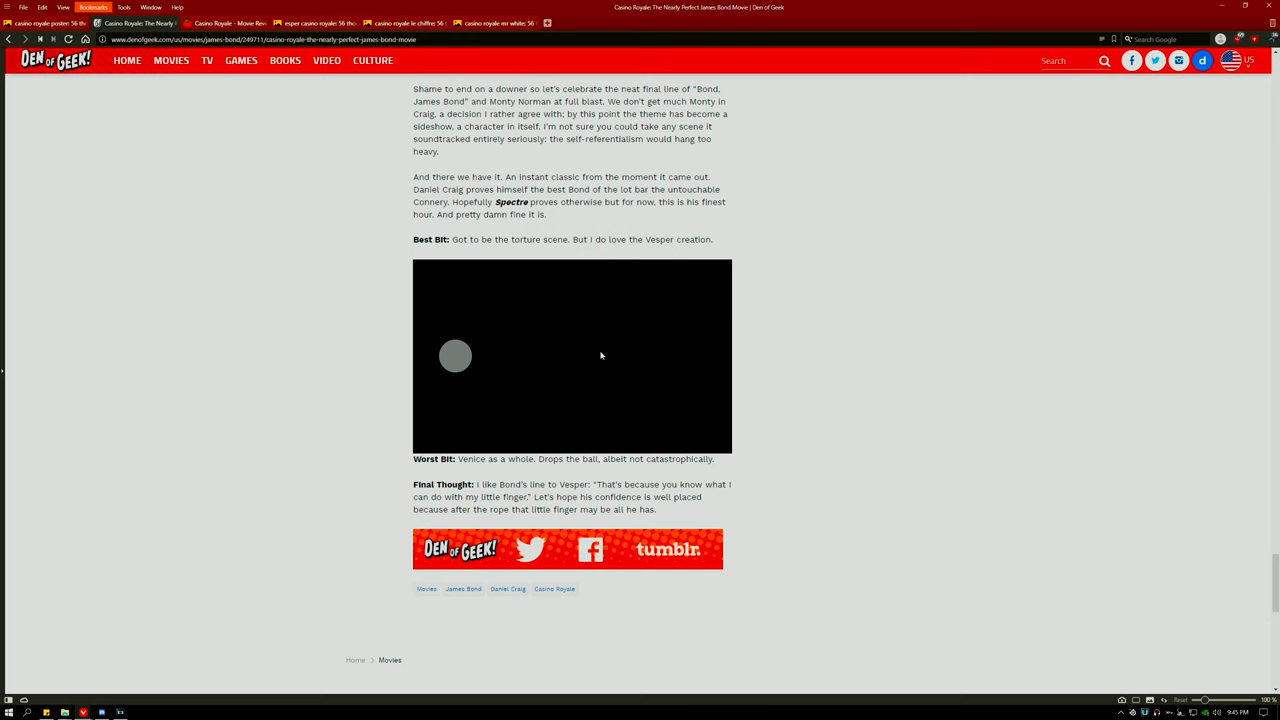 File Edit View Bookmarks Tools Window Help
Casino Royale: The Nearly Perfect James Bond Movie | Den of Geek
casino royale poster: 56 th
Casino Royale: The Nearly P
Casino Royale - Movie Rev
esper casino royale: 56 tho
casino royale le chiffre: 56
casino royale mr white: 56
www.denofgeek.com/us/movies/james-bond/249711/casino-royale-the-nearly-perfect-james-bond-movie
Search Google
DEN OF GEEK!
HOME MOVIES TV GAMES BOOKS VIDEO CULTURE
Search
US
Shame to end on a downer so let's celebrate the neat final line of "Bond,
James Bond" and Monty Norman at full blast. We don't get much Monty in
Craig, a decision I rather agree with; by this point the theme has become a
sideshow, a character in itself. I'm not sure you could take any scene it
soundtracked entirely seriously: the self-referentialism would hang too
heavy.
And there we have it. An instant classic from the moment it came out.
Daniel Craig proves himself the best Bond of the lot bar the untouchable
Connery. Hopefully Spectre proves otherwise but for now, this is his finest
hour. And pretty damn fine it is.
Best Bit: Got to be the torture scene. But I do love the Vesper creation.
Worst Bit: Venice as a whole. Drops the ball, albeit not catastrophically.
Final Thought: I like Bond's line to Vesper: "That's because you know what I
can do with my little finger." Let's hope his confidence is well placed
because after the rope that little finger may be all he has.
DEN OF GEEK! tumblr.
Movies James Bond Daniel Craig Casino Royale
Home > Movies
Reset 100 %
9:45 PM